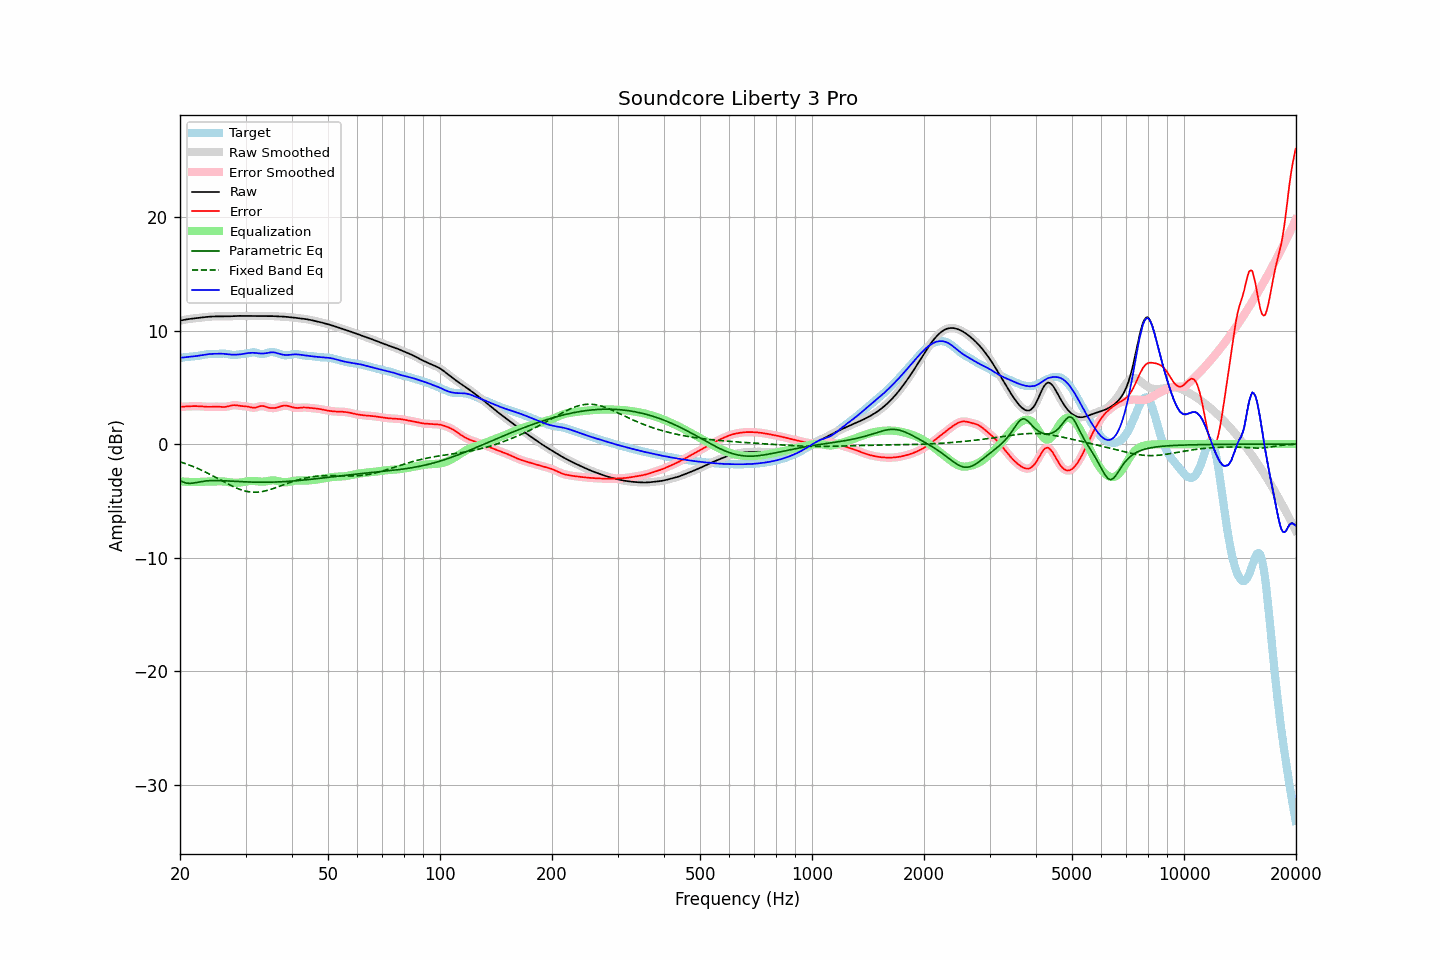 Soundcore Liberty 3 Pro
Target
Raw Smoothed
Error Smoothed
Raw
Error
Equalization
Parametric Eq
Fixed Band Eq
Equalized
20
10
0
−10
−20
−30
Amplitude (dBr)
20 50 100 200 500 1000 2000 5000 10000 20000
Frequency (Hz)